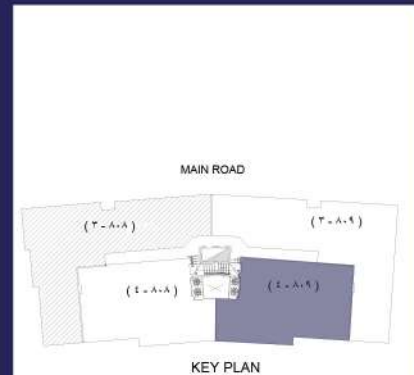 MAIN ROAD
( ٣ - ٨٠٨ )
( ٣ - ٨٠٩ )
( ٤ - ٨٠٨ )
( ٤ - ٨٠٩ )
KEY PLAN